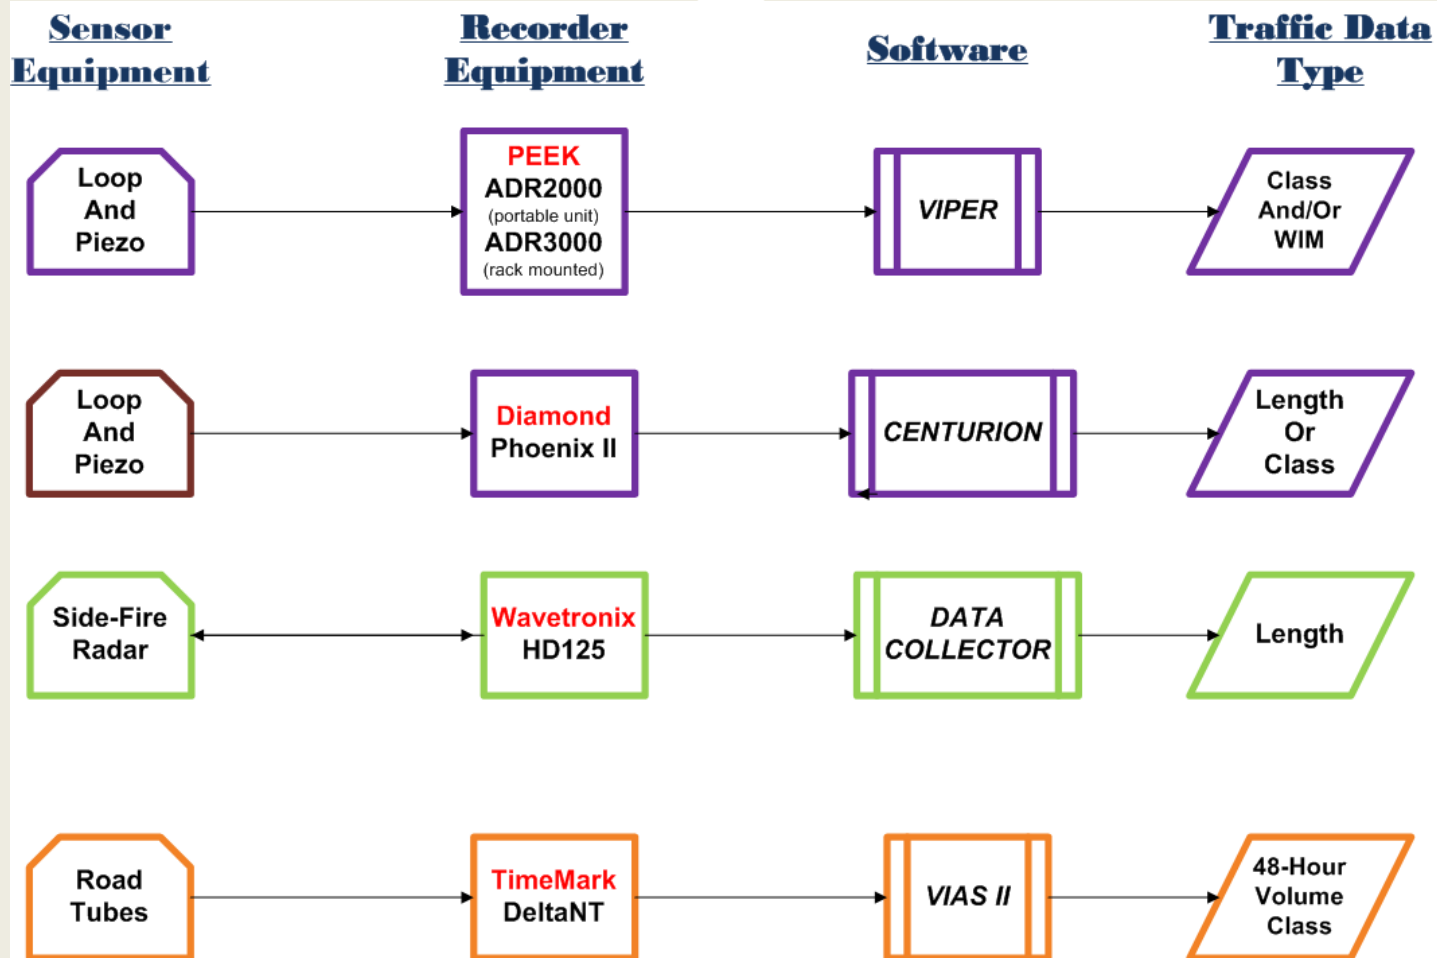 Sensor
Equipment
Recorder
Equipment
Software
Traffic Data
Type
Loop
And
Piezo
PEEK
ADR2000
(portable unit)
ADR3000
(rack mounted)
VIPER
Class
And/Or
WIM
Loop
And
Piezo
Diamond
Phoenix II
CENTURION
Length
Or
Class
Side-Fire
Radar
Wavetronix
HD125
DATA
COLLECTOR
Length
Road
Tubes
TimeMark
DeltaNT
VIAS II
48-Hour
Volume
Class